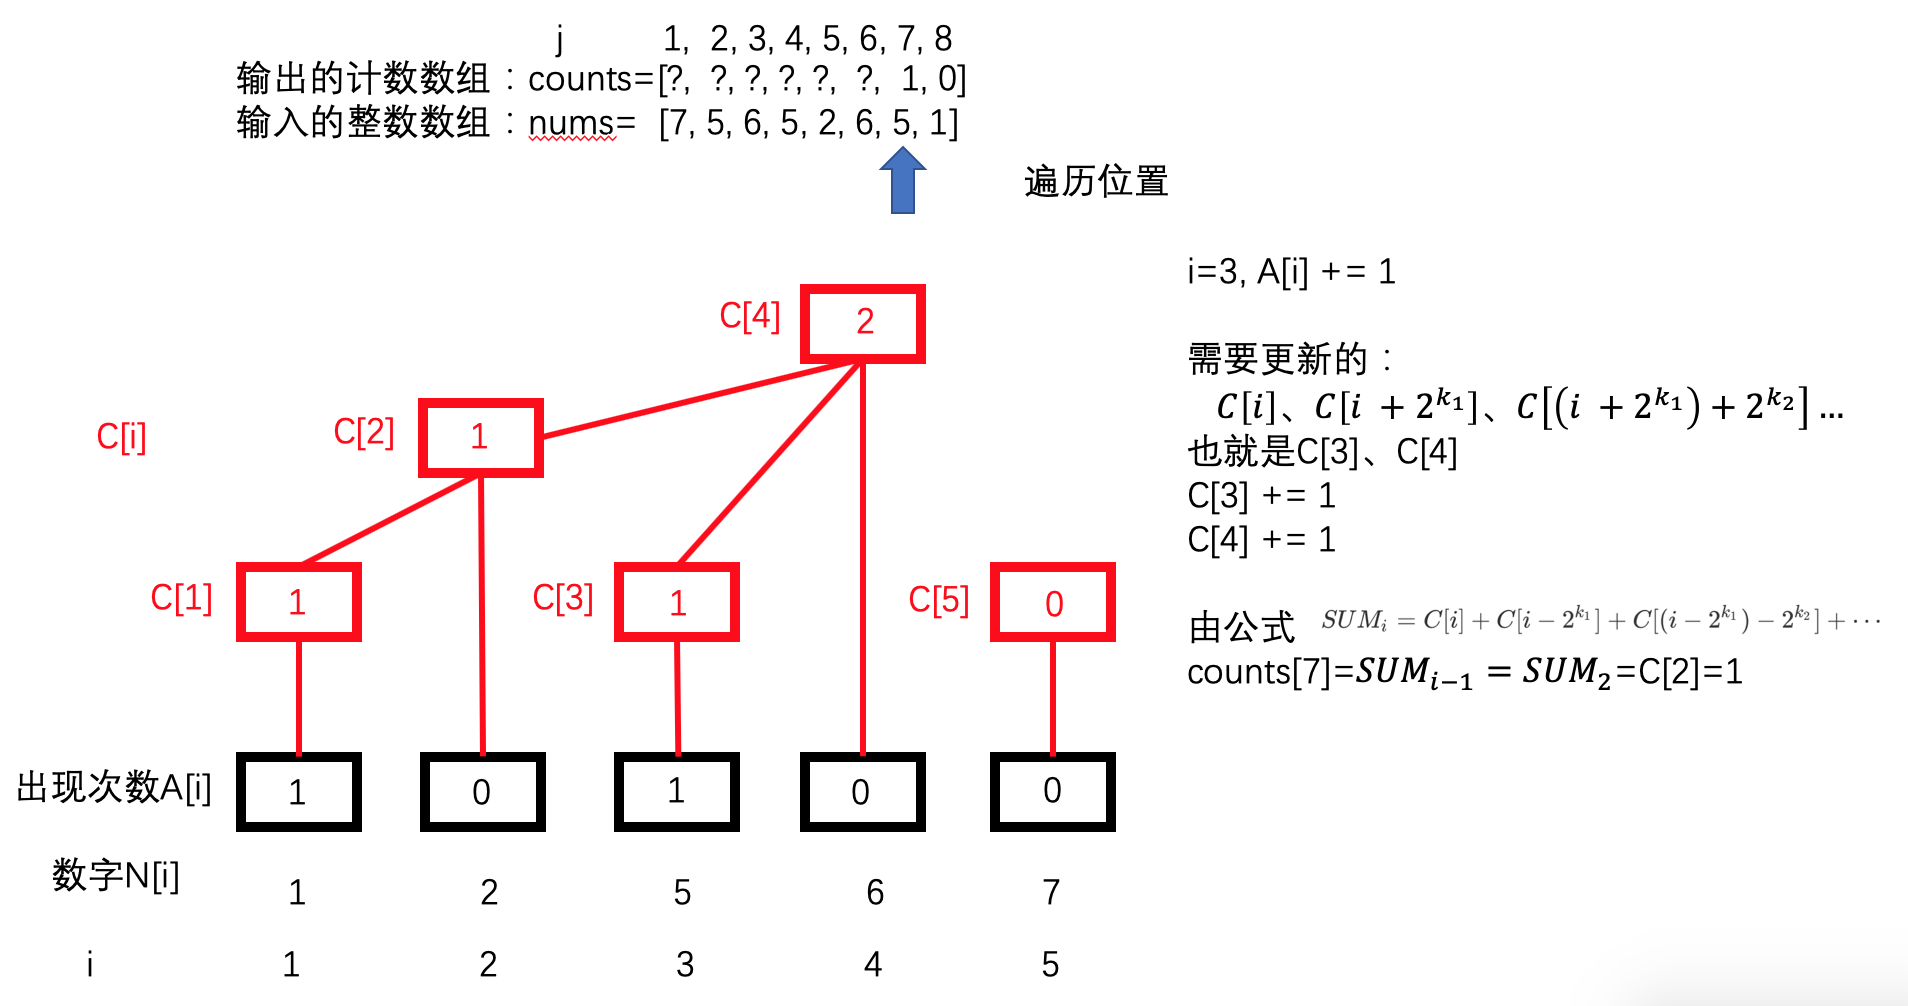 j 1, 2, 3, 4, 5, 6, 7, 8
输出的计数数组：counts=[?, ?, ?, ?, ?, ?, 1, 0]
输入的整数数组：nums= [7, 5, 6, 5, 2, 6, 5, 1]
遍历位置
i=3, A[i] += 1
需要更新的：
C[i]、C[i + 2^{k_1}]、C[(i + 2^{k_1}) + 2^{k_2}] ...
也就是C[3]、C[4]
C[3] += 1
C[4] += 1
由公式 SUM_i = C[i] + C[i − 2^{k_1}] + C[(i − 2^{k_1}) − 2^{k_2}] + ···
counts[7]=SUM_{i−1} = SUM_2=C[2]=1
C[4] 2
C[i] C[2] 1
C[1] 1 C[3] 1 C[5] 0
出现次数A[i] 1 0 1 0 0
数字N[i] 1 2 5 6 7
i 1 2 3 4 5